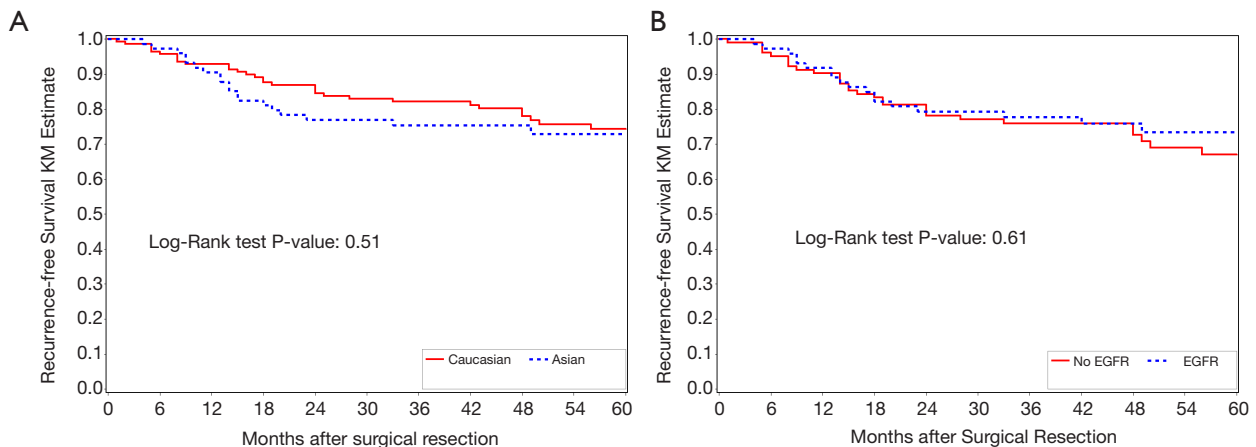 A
Recurrence-free Survival KM Estimate
1.0
0.9
0.8
0.7
0.6
0.5
0.4
0.3
0.8
0.1
0.0
Log-Rank test P-value: 0.51
Caucasian Asian
0 6 12 18 24 30 36 42 48 54 60
Months after surgical resection
B
Recurrence-free Survival KM Estimate
1.0
0.9
0.8
0.7
0.6
0.5
0.4
0.3
0.8
0.1
0.0
Log-Rank test P-value: 0.61
No EGFR EGFR
0 6 12 18 24 30 36 42 48 54 60
Months after Surgical Resection